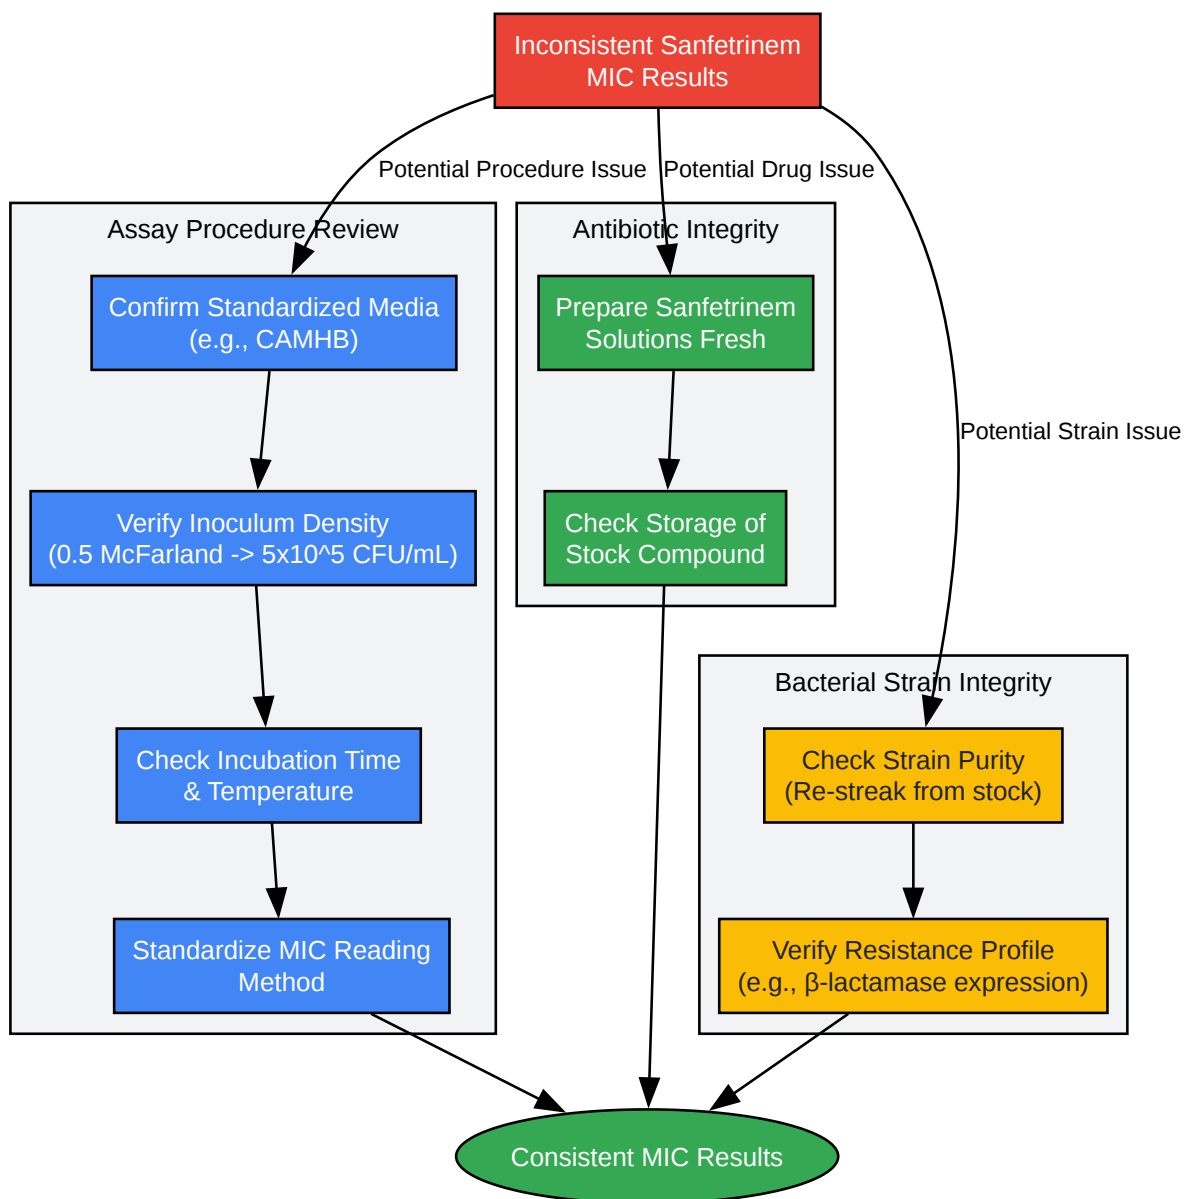 Inconsistent Sanfetrinem
MIC Results
Potential Procedure Issue
Potential Drug Issue
Assay Procedure Review
Antibiotic Integrity
Confirm Standardized Media
(e.g., CAMHB)
Prepare Sanfetrinem
Solutions Fresh
Potential Strain Issue
Verify Inoculum Density
(0.5 McFarland -> 5x10^5 CFU/mL)
Check Storage of
Stock Compound
Bacterial Strain Integrity
Check Incubation Time
& Temperature
Check Strain Purity
(Re-streak from stock)
Standardize MIC Reading
Method
Verify Resistance Profile
(e.g., β-lactamase expression)
Consistent MIC Results